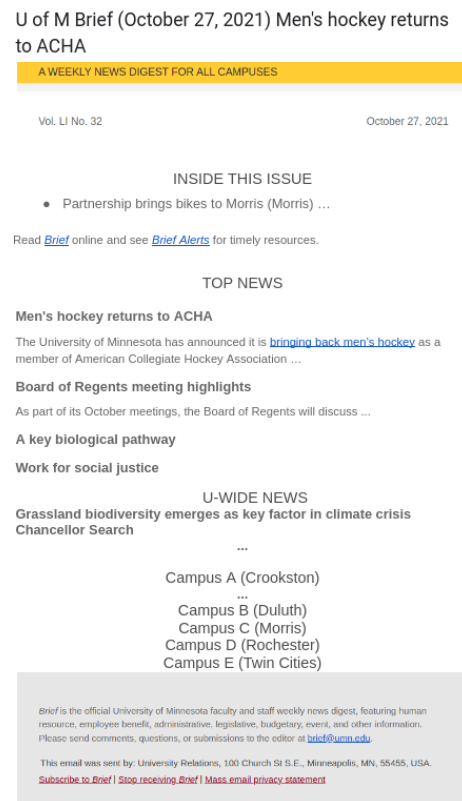 U of M Brief (October 27, 2021) Men's hockey returns
to ACHA
A WEEKLY NEWS DIGEST FOR ALL CAMPUSES
Vol. LI No. 32 October 27, 2021
INSIDE THIS ISSUE
● Partnership brings bikes to Morris (Morris) …
Read Brief online and see Brief Alerts for timely resources.
TOP NEWS
Men's hockey returns to ACHA
The University of Minnesota has announced it is bringing back men's hockey as a
member of American Collegiate Hockey Association …
Board of Regents meeting highlights
As part of its October meetings, the Board of Regents will discuss ...
A key biological pathway
Work for social justice
U-WIDE NEWS
Grassland biodiversity emerges as key factor in climate crisis
Chancellor Search
...
Campus A (Crookston)
...
Campus B (Duluth)
Campus C (Morris)
Campus D (Rochester)
Campus E (Twin Cities)
Brief is the official University of Minnesota faculty and staff weekly news digest, featuring human
resource, employee benefit, administrative, legislative, budgetary, event, and other information.
Please send comments, questions, or submissions to the editor at brief@umn.edu.
This email was sent by: University Relations, 100 Church St S.E., Minneapolis, MN, 55455, USA.
Subscribe to Brief | Stop receiving Brief | Mass email privacy statement